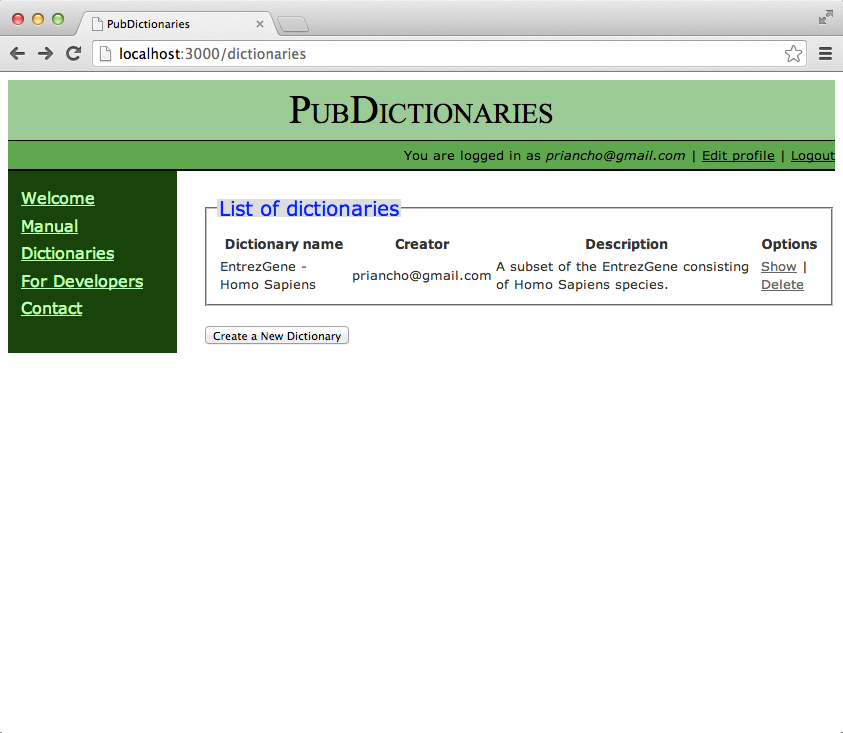 PubDictionaries
localhost:3000/dictionaries
PubDictionaries
You are logged in as priancho@gmail.com | Edit profile | Logout
Welcome
Manual
Dictionaries
For Developers
Contact
List of dictionaries
Dictionary name Creator Description Options
EntrezGene -
Homo Sapiens
priancho@gmail.com
A subset of the EntrezGene consisting
of Homo Sapiens species.
Show |
Delete
Create a New Dictionary